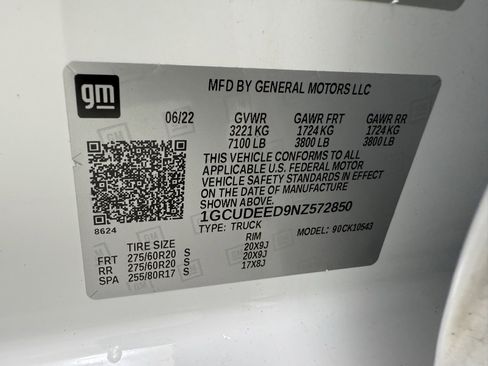 gm
MFD BY GENERAL MOTORS LLC
06/22 GVWR GAWR FRT GAWR RR
3221 KG 1724 KG 1724 KG
7100 LB 3800 LB 3800 LB
THIS VEHICLE CONFORMS TO ALL
APPLICABLE U.S. FEDERAL MOTOR
VEHICLE SAFETY STANDARDS IN EFFECT
ON THE DATE OF MANUFACTURE
SHOWN ABOVE.
1GCUDEED9NZ572850
8624
TYPE: TRUCK MODEL: 90CK10543
TIRE SIZE RIM
FRT 275/60R20 S 20X9J
RR 275/60R20 S 20X9J
SPA 255/80R17 S 17X8J